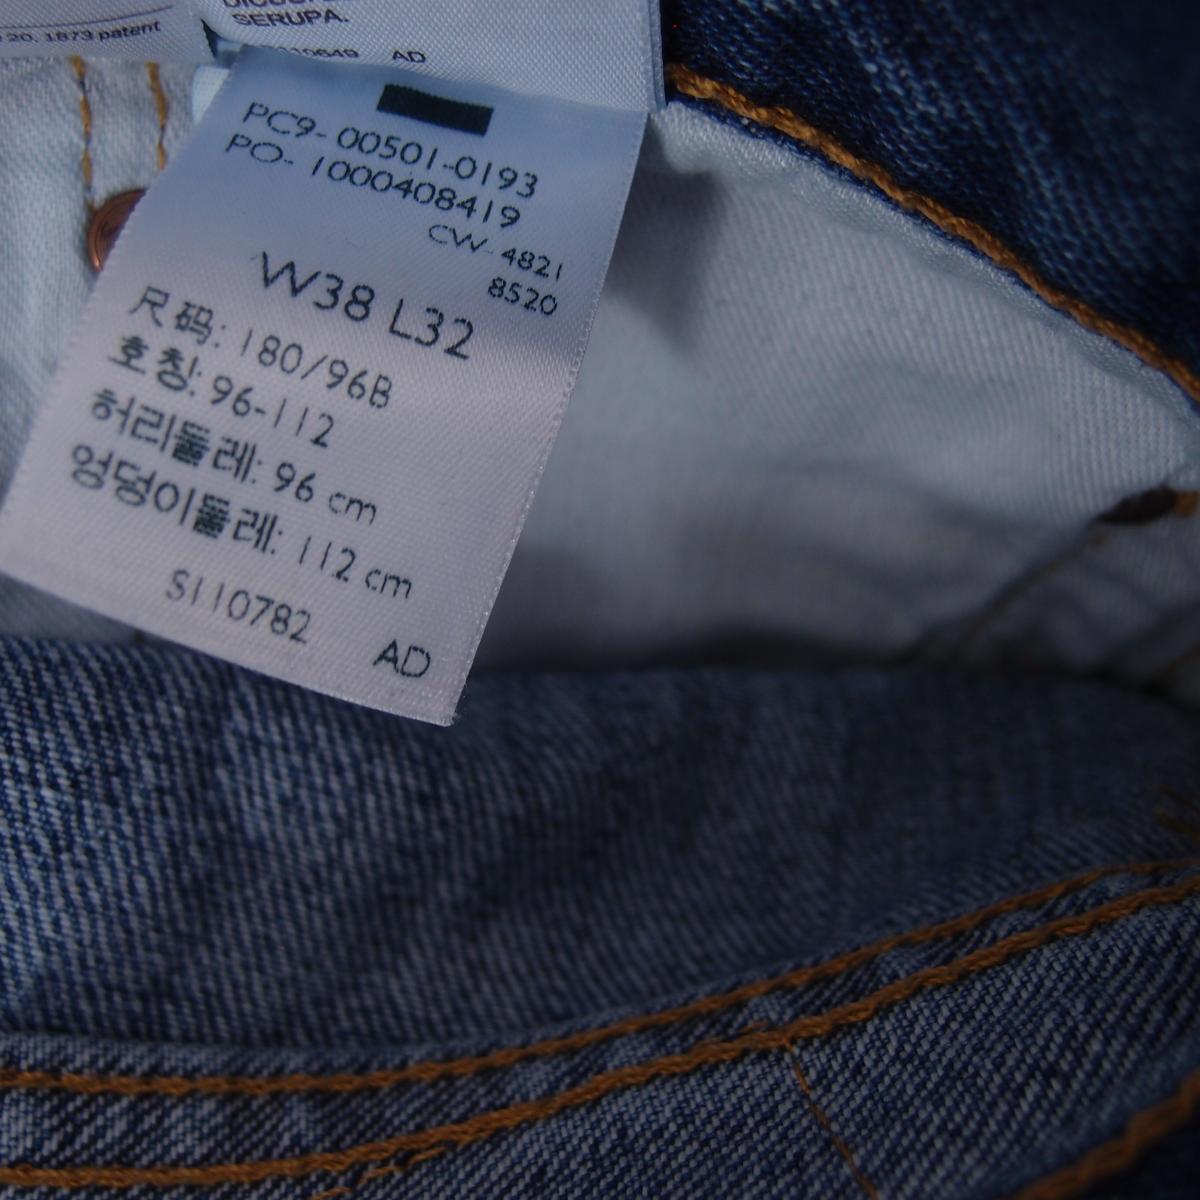 20, 1873 patent
SERUPA.
0649 AD
PC9- 00501-0193
PO- 1000408419
CW- 4821
8520
W38 L32
尺码: 180/96B
호칭: 96-112
허리둘레: 96 cm
엉덩이둘레: 112 cm
S110782 AD